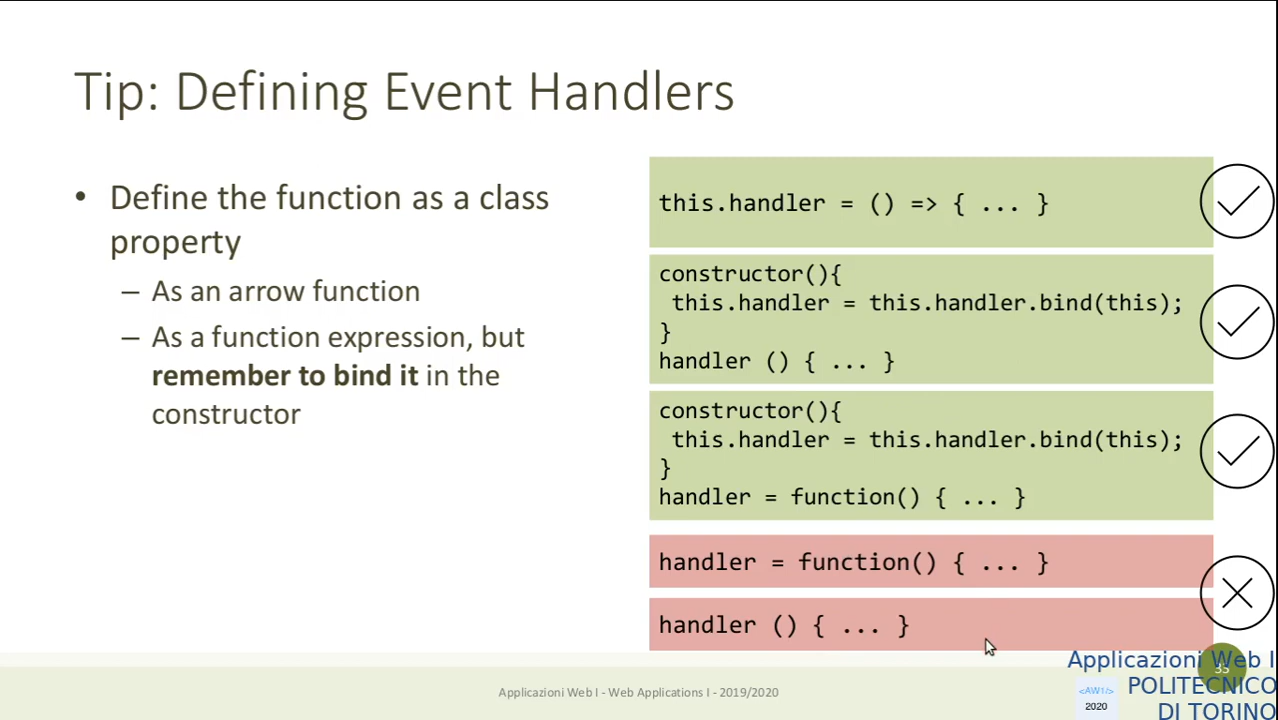 Tip: Defining Event Handlers
• Define the function as a class
property
– As an arrow function
– As a function expression, but
remember to bind it in the
constructor
this.handler = () => { ... }
constructor(){
this.handler = this.handler.bind(this);
}
handler () { ... }
constructor(){
this.handler = this.handler.bind(this);
}
handler = function() { ... }
handler = function() { ... }
handler () { ... }
Applicazioni Web I - Web Applications I - 2019/2020
33
Applicazioni Web I
POLITECNICO
DI TORINO
<AW1/>
2020